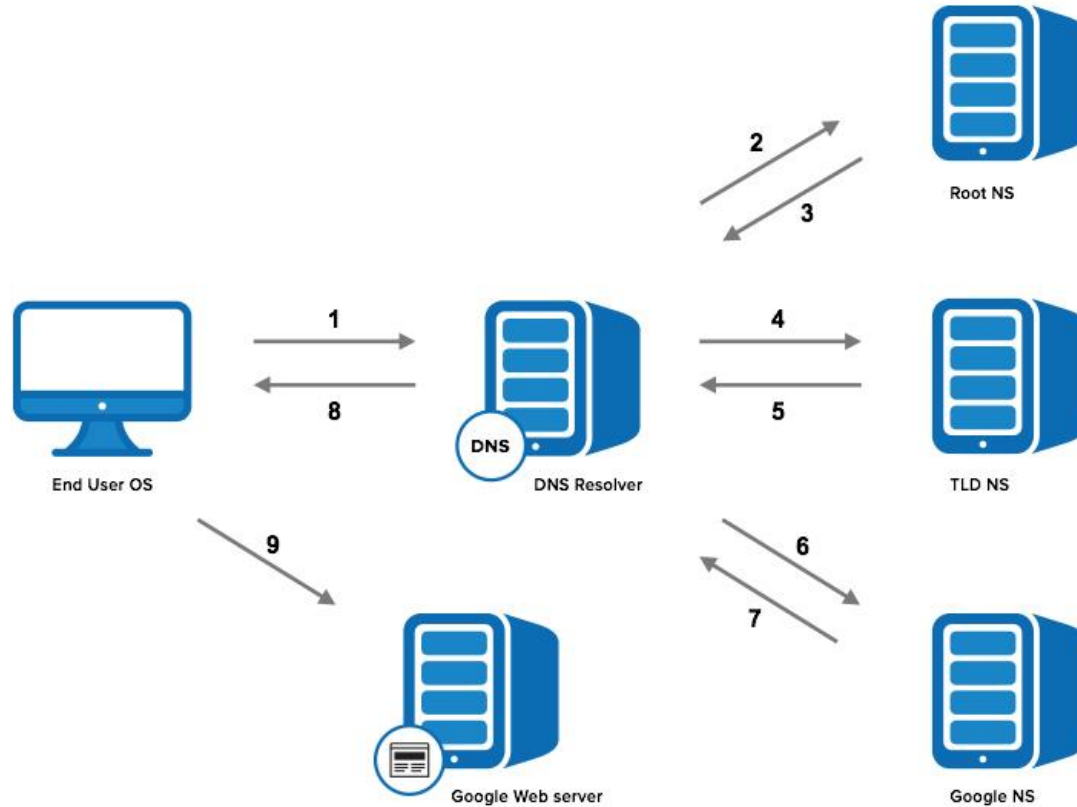 2
3
Root NS
1
8
4
5
DNS
End User OS
DNS Resolver
TLD NS
9
6
7
Google Web server
Google NS